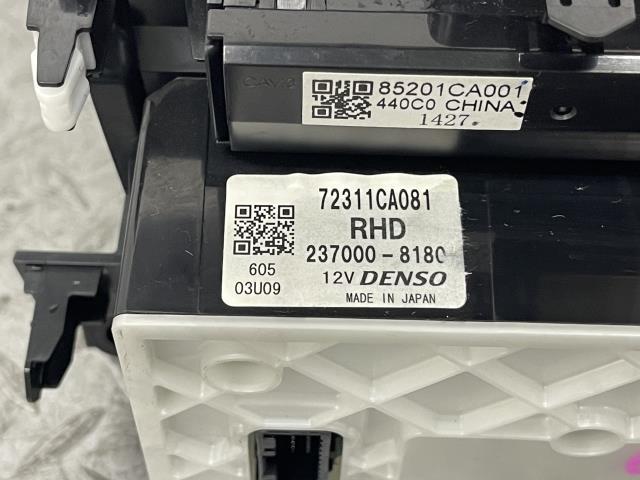 85201CA001
440C0 CHINA
1427.
72311CA081
RHD
237000-8180
605
12V DENSO
03U09
MADE IN JAPAN